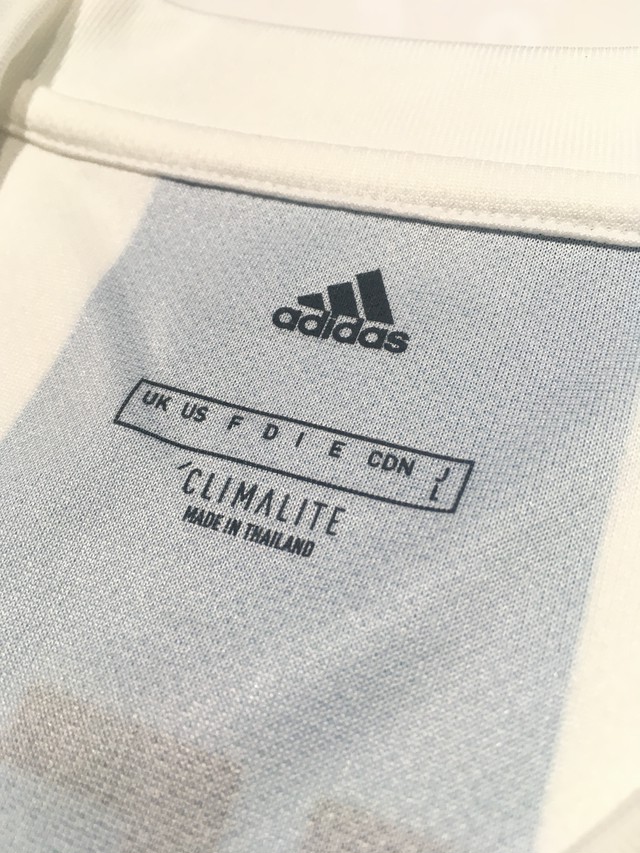 adidas
UK US F D I E CDN J
L
CLIMALITE
MADE IN THAILAND